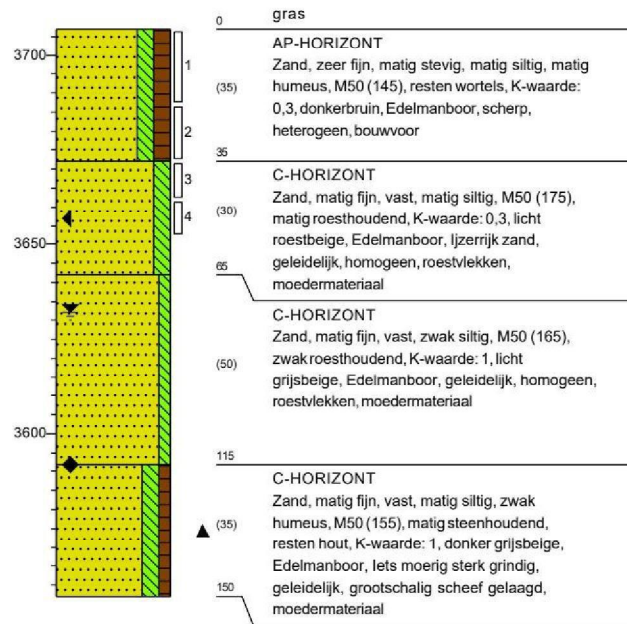 0
gras
3700
1
2
3
4
3650
3600
(35)
AP-HORIZONT
Zand, zeer fijn, matig stevig, matig siltig, matig
humeus, M50 (145), resten wortels, K-waarde:
0,3, donkerbruin, Edelmanboor, scherp,
heterogeen, bouwvoor
35
C-HORIZONT
(30)
Zand, matig fijn, vast, matig siltig, M50 (175),
matig roesthoudend, K-waarde: 0,3, licht
roestbeige, Edelmanboor, Ijzerrijk zand,
geleidelijk, homogeen, roestvlekken,
moedermateriaal
65
C-HORIZONT
Zand, matig fijn, vast, zwak siltig, M50 (165),
zwak roesthoudend, K-waarde: 1, licht
(50)
grijsbeige, Edelmanboor, geleidelijk, homogeen,
roestvlekken, moedermateriaal
115
C-HORIZONT
Zand, matig fijn, vast, matig siltig, zwak
humeus, M50 (155), matig steenhoudend,
(35)
resten hout, K-waarde: 1, donker grijsbeige,
Edelmanboor, Iets moerig sterk grindig,
geleidelijk, grootschalig scheef gelaagd,
moedermateriaal
150